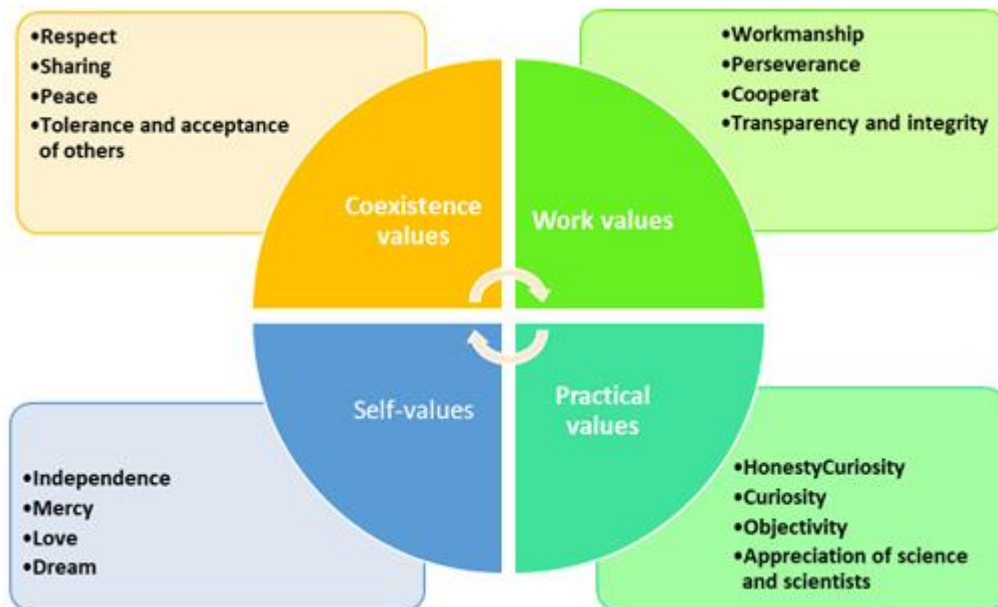 •Respect
•Sharing
•Peace
•Tolerance and acceptance
of others
•Workmanship
•Perseverance
•Cooperat
•Transparency and integrity
Coexistence
values
Work values
Self-values
Practical
values
•Independence
•Mercy
•Love
•Dream
•HonestyCuriosity
•Curiosity
•Objectivity
•Appreciation of science
and scientists